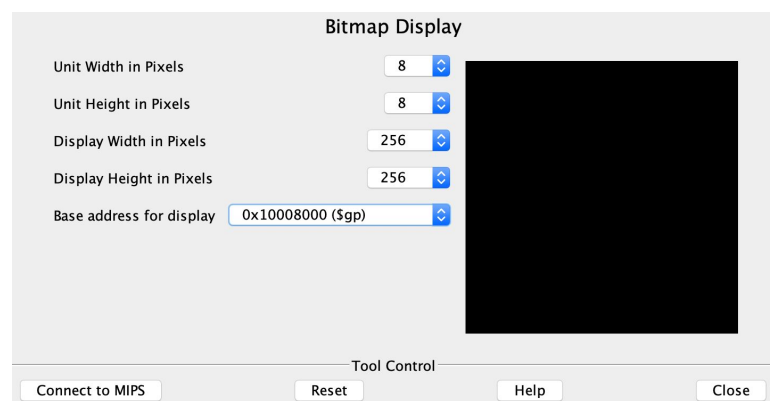 Bitmap Display
Unit Width in Pixels 8
Unit Height in Pixels 8
Display Width in Pixels 256
Display Height in Pixels 256
Base address for display 0x10008000 ($gp)
Tool Control
Connect to MIPS Reset Help Close